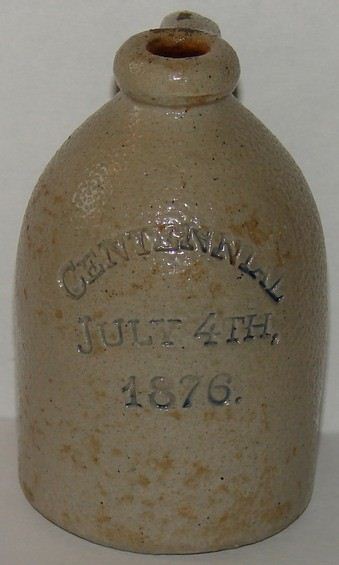 CENTENNIAL
JULY 4TH,
1876.